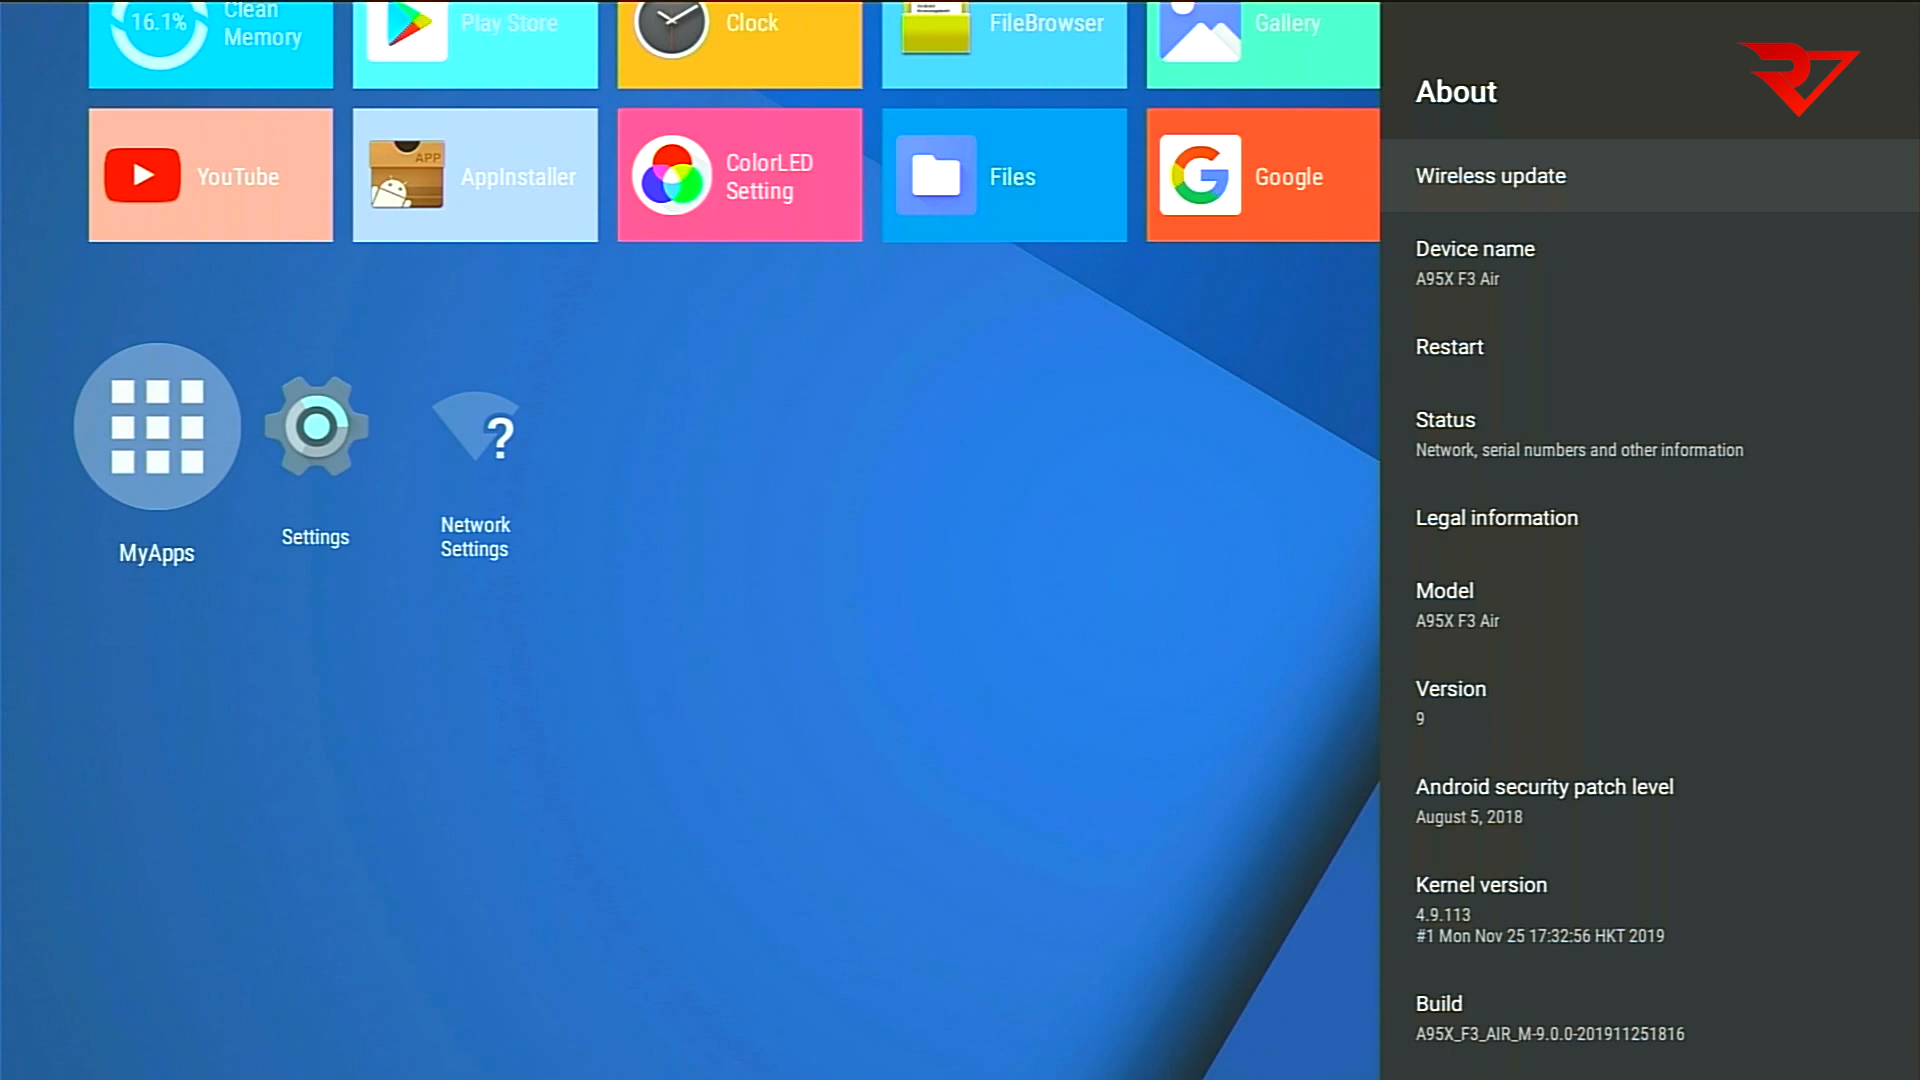 16.1%
Clean
Memory
Play Store
Clock
FileBrowser
Gallery
YouTube
APP
AppInstaller
ColorLED
Setting
Files
Google
MyApps
Settings
?
Network
Settings
About
Wireless update
Device name
A95X F3 Air
Restart
Status
Network, serial numbers and other information
Legal information
Model
A95X F3 Air
Version
9
Android security patch level
August 5, 2018
Kernel version
4.9.113
#1 Mon Nov 25 17:32:56 HKT 2019
Build
A95X_F3_AIR_M-9.0.0-201911251816